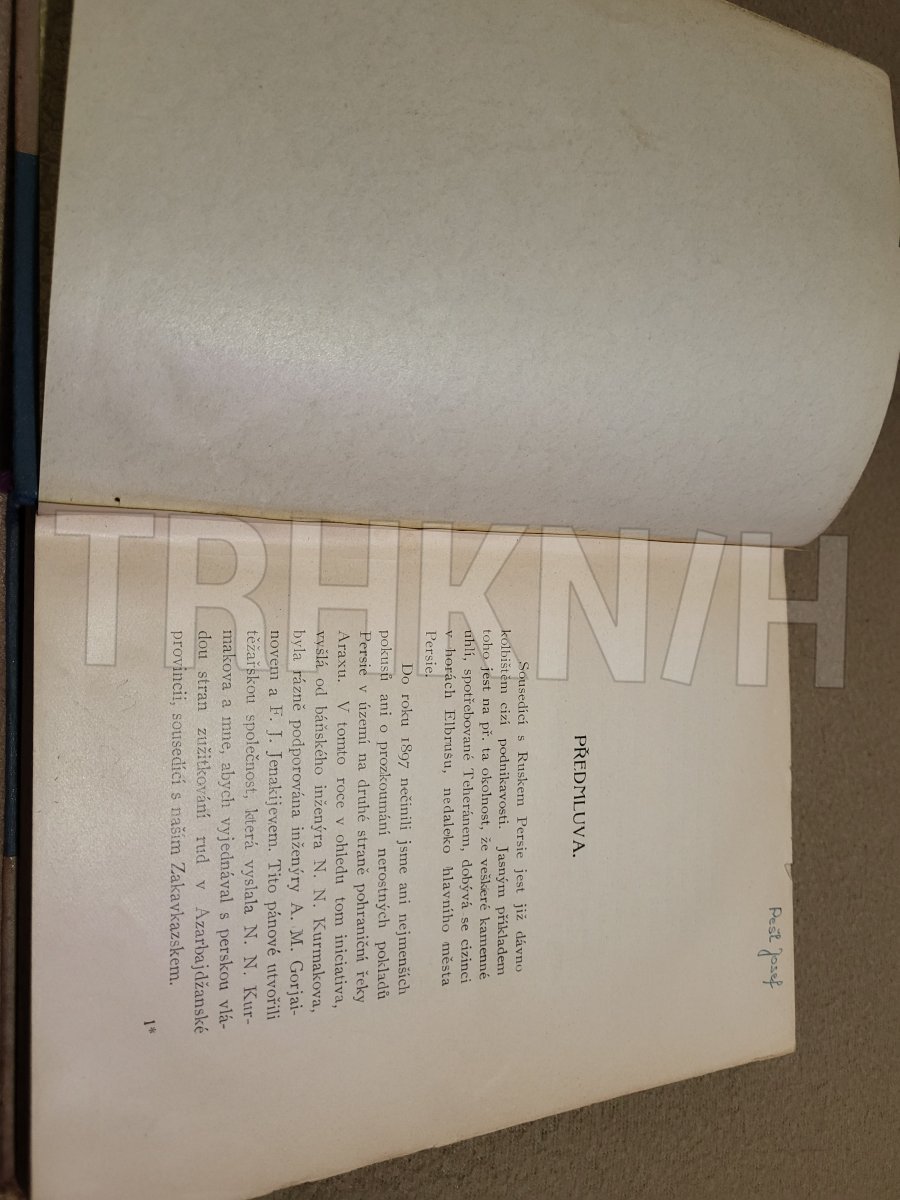 Pešl Josef
PŘEDMLUVA.
Sousedící s Ruskem Persie jest již dávno
kolbištěm cizí podnikavosti. Jasným příkladem
toho jest na př. ta okolnost, že veškeré kamenné
uhlí, spotřebované Teheránem, dobývá se cizinci
v horách Elbrusu, nedaleko hlavního města
Persie.
Do roku 1897 nečinili jsme ani nejmenších
pokusů ani o prozkoumání nerostných pokladů
Persie v území na druhé straně pohraniční řeky
Araxu. V tomto roce v ohledu tom iniciativa,
vyšlá od báňského inženýra N. N. Kurmakova,
byla rázně podporována inženýry A. M. Gorjai-
novem a F. J. Jenakijevem. Tito pánové utvořili
těžařskou společnost, která vyslala N. N. Kur-
makova a mne, abych vyjednával s perskou vlá-
dou stran zužitkování rud v Azarbajdžanské
provincii, sousedící s naším Zakavkazskem.
1*
TRHKN/H